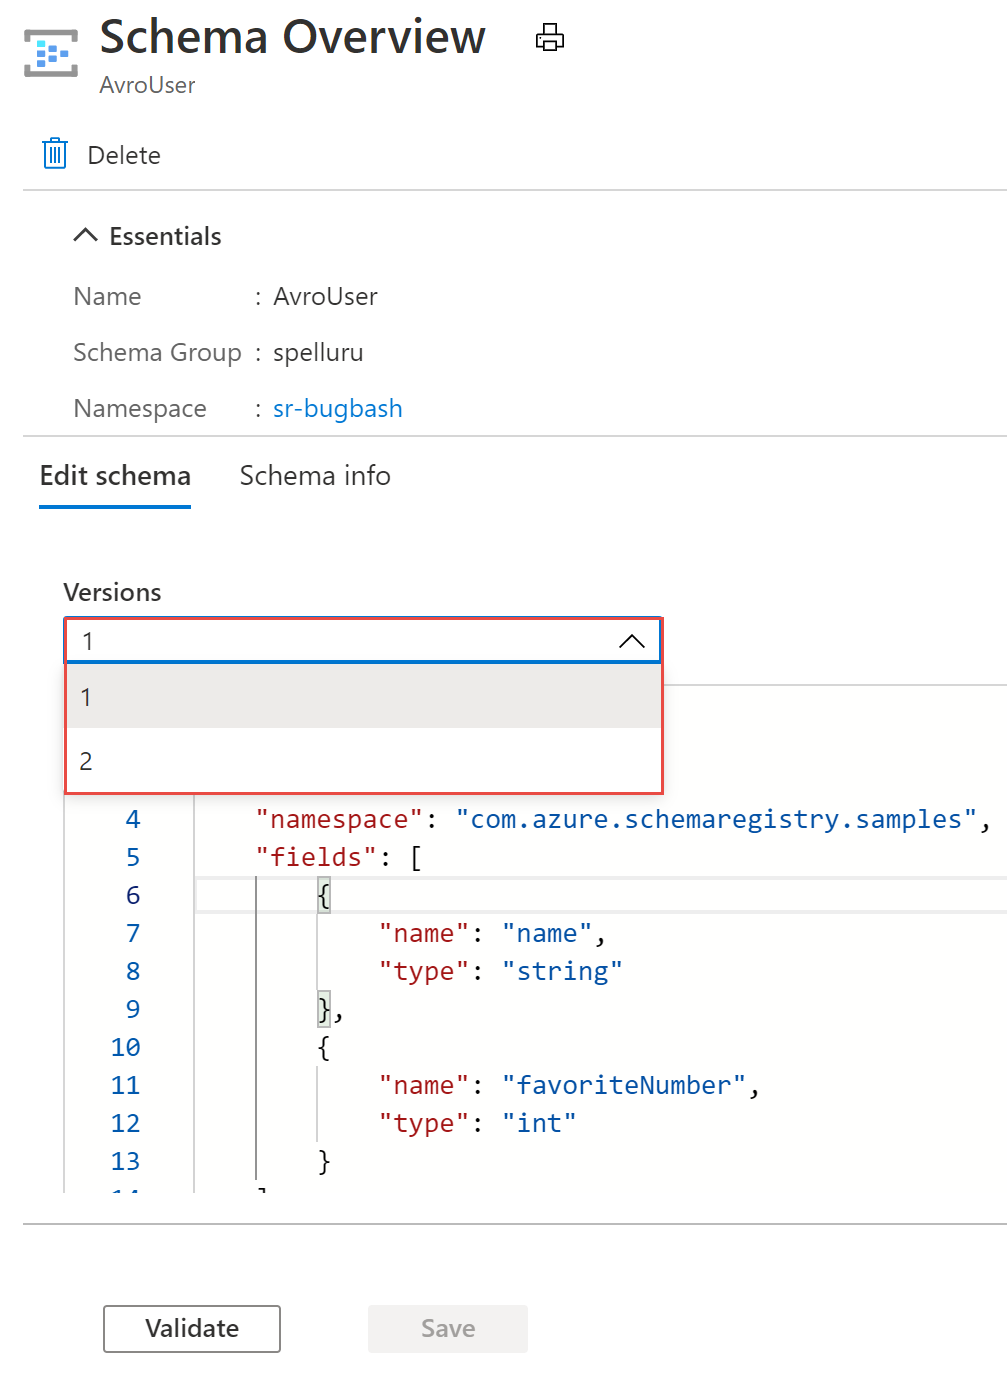 Schema Overview
AvroUser
Delete
Essentials
Name : AvroUser
Schema Group : spelluru
Namespace : sr-bugbash
Edit schema Schema info
Versions
1
1
2
4 "namespace": "com.azure.schemaregistry.samples",
5 "fields": [
6 {
7 "name": "name",
8 "type": "string"
9 },
10 {
11 "name": "favoriteNumber",
12 "type": "int"
13 }
Validate Save